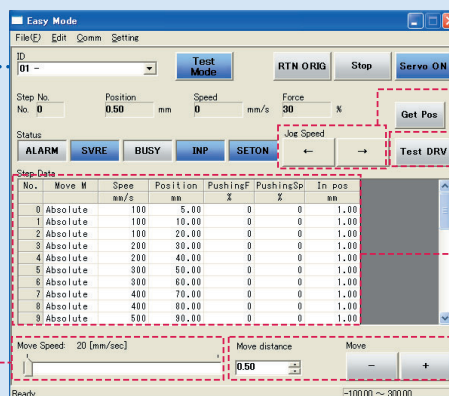 Easy Mode
File(F) Edit Comm Setting
ID
01 -
Test Mode
RTN ORIG
Stop
Servo ON
Step No. Position Speed Force
No. 0 0.50 mm 0 mm/s 30 %
Get Pos
Status
ALARM SVRE BUSY INP SETON
Jog Speed
← →
Test DRV
Step Data
No. Move M Spee Position PushingF PushingSp In pos
mm/s mm % % mm
0 Absolute 100 5.00 0 0 1.00
1 Absolute 100 10.00 0 0 1.00
2 Absolute 100 20.00 0 0 1.00
3 Absolute 200 30.00 0 0 1.00
4 Absolute 200 40.00 0 0 1.00
5 Absolute 300 50.00 0 0 1.00
6 Absolute 300 60.00 0 0 1.00
7 Absolute 400 70.00 0 0 1.00
8 Absolute 400 80.00 0 0 1.00
9 Absolute 500 90.00 0 0 1.00
Move Speed: 20 [mm/sec]
Move distance Move
0.50 - +
Ready -100.00 ~ 300.00